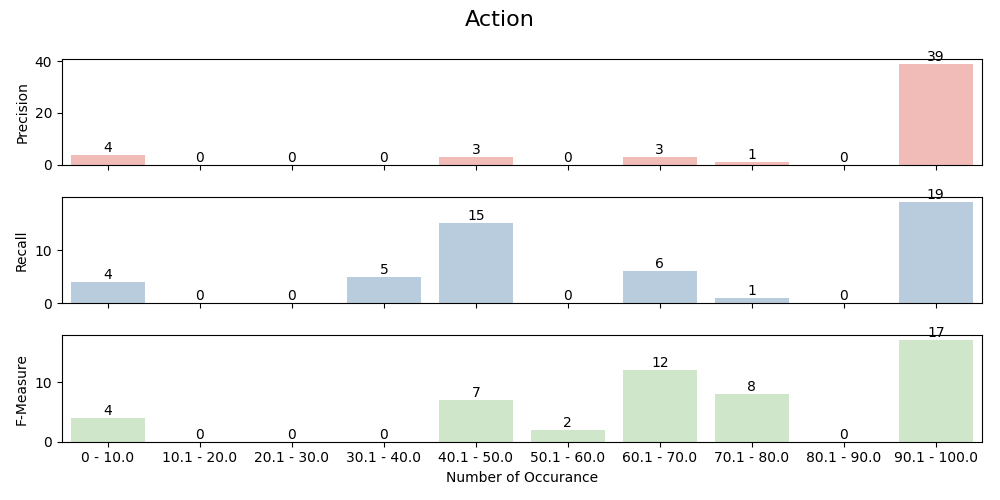 Action
Precision
40
20
0
4 0 0 0 3 0 3 1 0 39
Recall
10
0
4 0 0 5 15 0 6 1 0 19
F-Measure
10
0
4 0 0 0 7 2 12 8 0 17
0 - 10.0 10.1 - 20.0 20.1 - 30.0 30.1 - 40.0 40.1 - 50.0 50.1 - 60.0 60.1 - 70.0 70.1 - 80.0 80.1 - 90.0 90.1 - 100.0
Number of Occurance